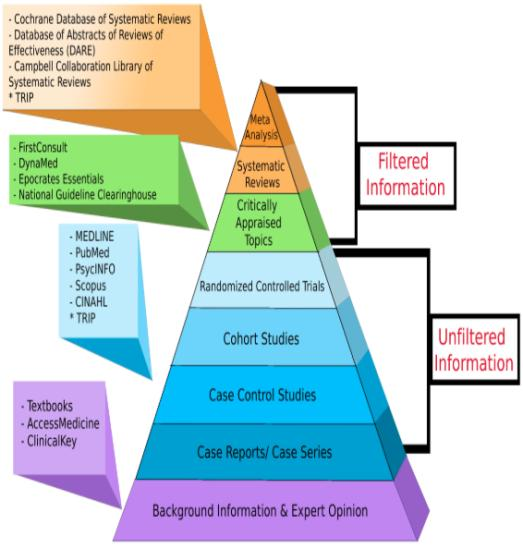 - Cochrane Database of Systematic Reviews
- Database of Abstracts of Reviews of
Effectiveness (DARE)
- Campbell Collaboration Library of
Systematic Reviews
* TRIP
- FirstConsult
- DynaMed
- Epocrates Essentials
- National Guideline Clearinghouse
- MEDLINE
- PubMed
- PsycINFO
- Scopus
- CINAHL
* TRIP
- Textbooks
- AccessMedicine
- ClinicalKey
Meta
Analysis
Systematic
Reviews
Critically
Appraised
Topics
Randomized Controlled Trials
Cohort Studies
Case Control Studies
Case Reports/ Case Series
Background Information & Expert Opinion
Filtered
Information
Unfiltered
Information